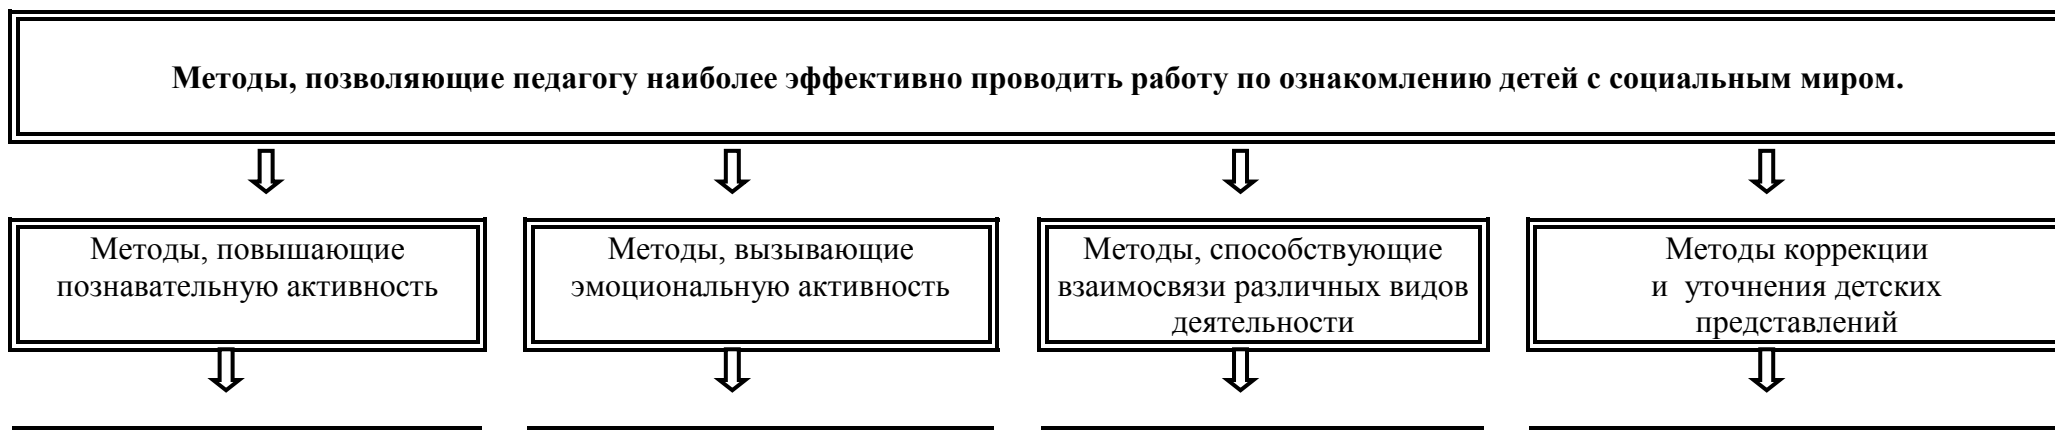 Методы, позволяющие педагогу наиболее эффективно проводить работу по ознакомлению детей с социальным миром.
Методы, повышающие
познавательную активность
Методы, вызывающие
эмоциональную активность
Методы, способствующие
взаимосвязи различных видов
деятельности
Методы коррекции
и  уточнения детских
представлений